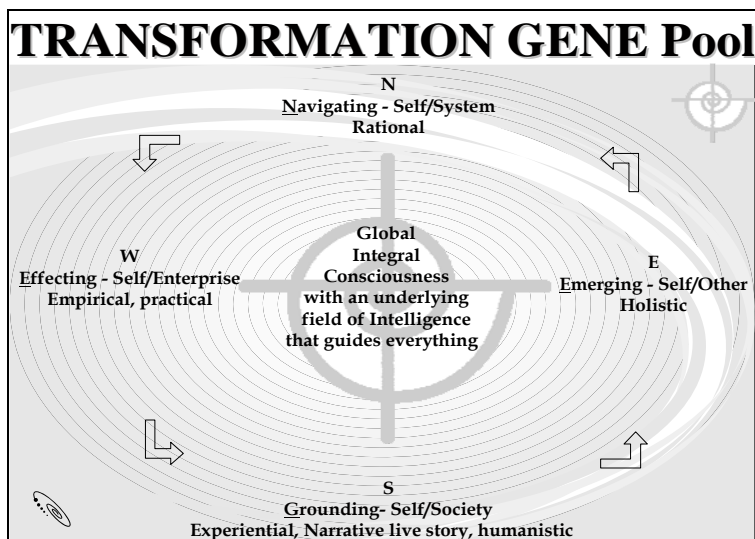 TRANSFORMATION GENE Pool
N
Navigating - Self/System
Rational
W
Effecting - Self/Enterprise
Empirical, practical
Global
Integral
Consciousness
with an underlying
field of Intelligence
that guides everything
E
Emerging - Self/Other
Holistic
S
Grounding- Self/Society
Experiential, Narrative live story, humanistic